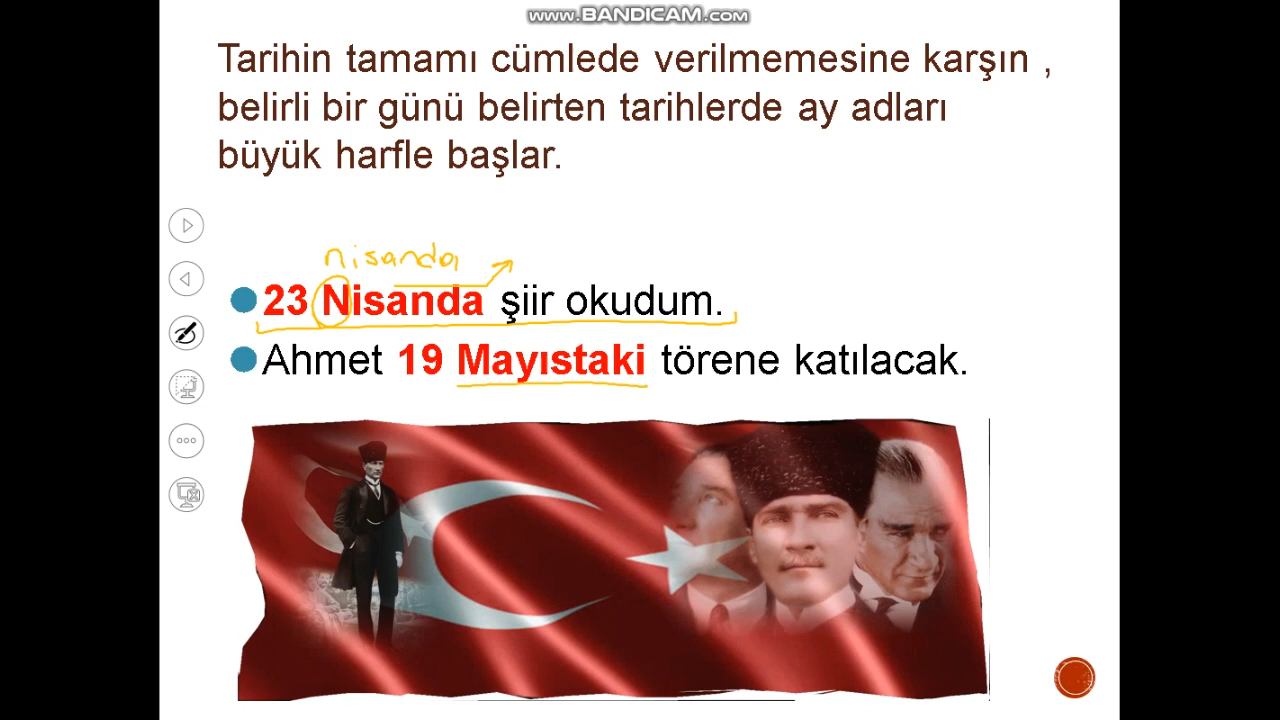 www.BANDICAM.com
Tarihin tamamı cümlede verilmemesine karşın ,
belirli bir günü belirten tarihlerde ay adları
büyük harfle başlar.
nisanda
23 Nisanda şiir okudum.
Ahmet 19 Mayıstaki törene katılacak.